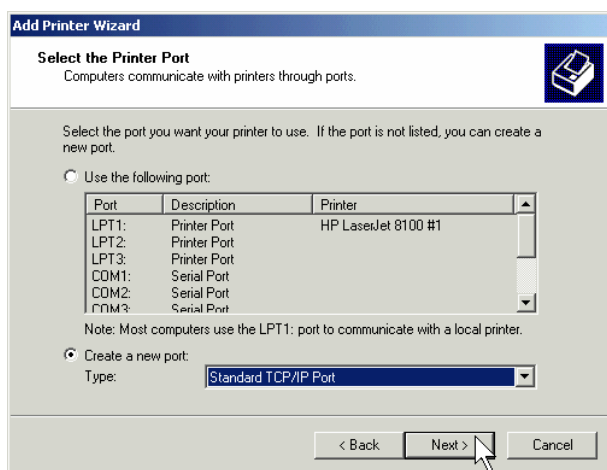 Add Printer Wizard
Select the Printer Port
Computers communicate with printers through ports.
Select the port you want your printer to use. If the port is not listed, you can create a
new port.
Use the following port:
Port Description Printer
LPT1: Printer Port HP LaserJet 8100 #1
LPT2: Printer Port
LPT3: Printer Port
COM1: Serial Port
COM2: Serial Port
COM3: Serial Port
Note: Most computers use the LPT1: port to communicate with a local printer.
Create a new port:
Type: Standard TCP/IP Port
< Back Next > Cancel